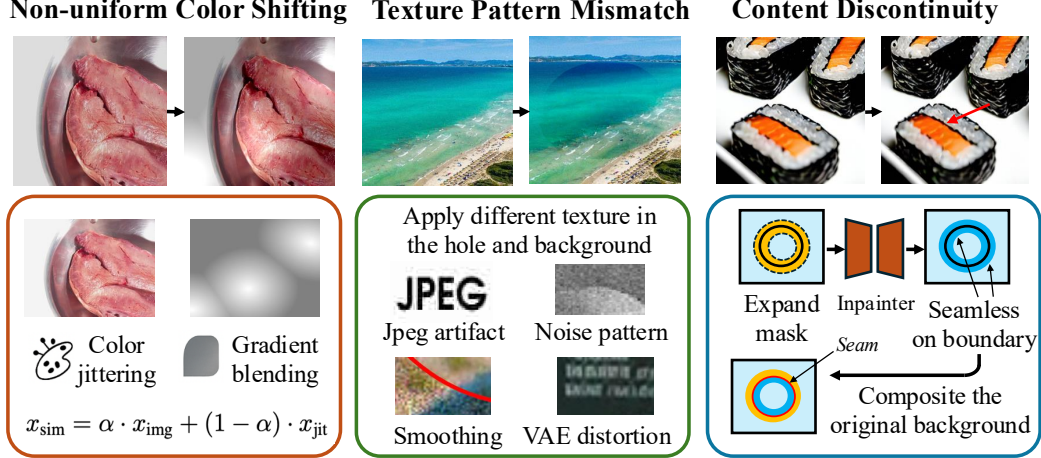 Non-uniform Color Shifting
Texture Pattern Mismatch
Content Discontinuity
Color
jittering
Gradient
blending
x_sim = α · x_img + (1 − α) · x_jit
Apply different texture in
the hole and background
JPEG
Jpeg artifact
Noise pattern
Smoothing
VAE distortion
Expand
mask
Inpainter
Seamless
on boundary
Seam
Composite the
original background